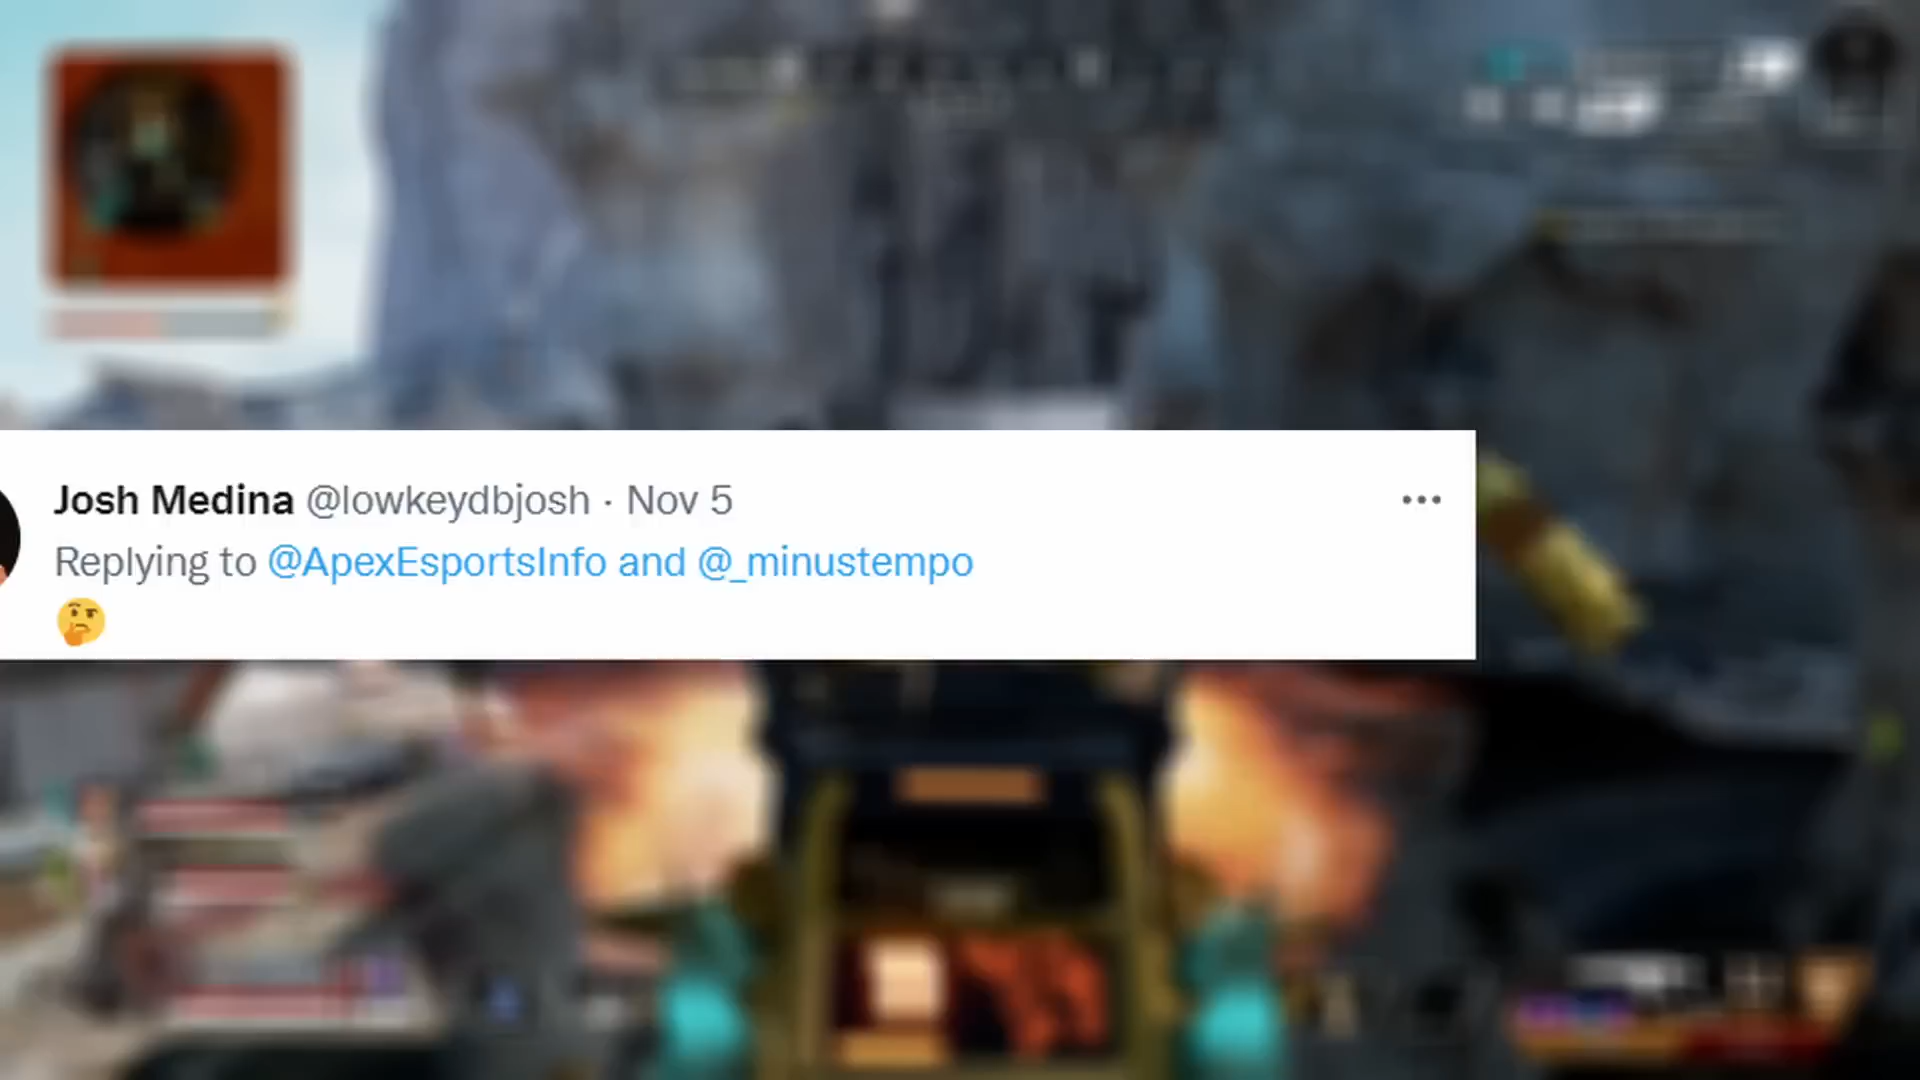 Josh Medina @lowkeydbjosh · Nov 5
Replying to @ApexEsportsInfo and @_minustempo
🤔